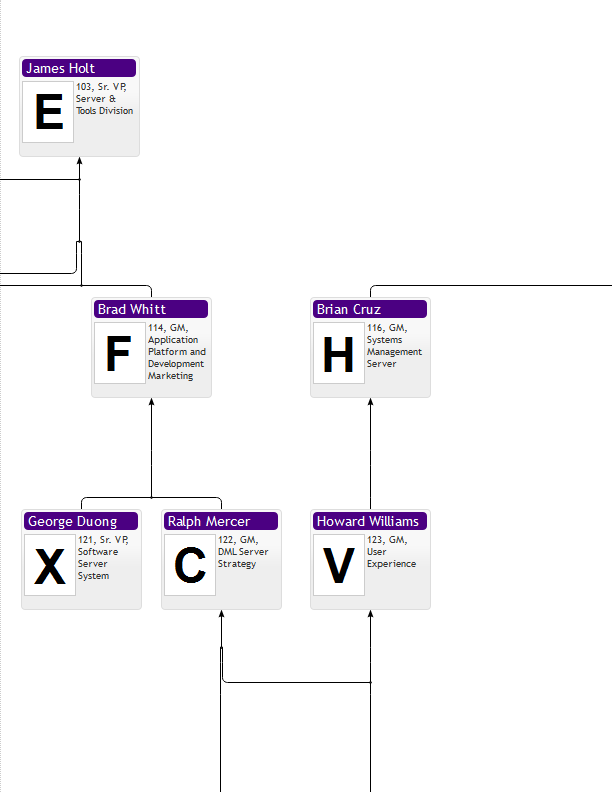 James Holt
E
103, Sr. VP,
Server &
Tools Division
Brad Whitt
F
114, GM,
Application
Platform and
Development
Marketing
Brian Cruz
H
116, GM,
Systems
Management
Server
George Duong
X
121, Sr. VP,
Software
Server
System
Ralph Mercer
C
122, GM,
DML Server
Strategy
Howard Williams
V
123, GM,
User
Experience